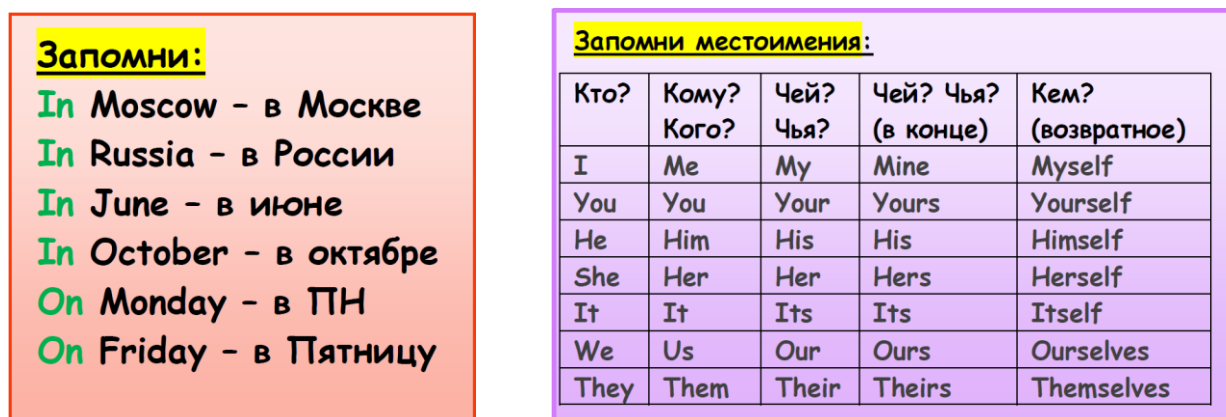 Запомни:
In Moscow – в Москве
In Russia – в России
In June – в июне
In October – в октябре
On Monday – в ПН
On Friday – в Пятницу
Запомни местоимения:
Кто? Кому? Кого? Чей? Чья? Чей? Чья? (в конце) Кем? (возвратное)
I Me My Mine Myself
You You Your Yours Yourself
He Him His His Himself
She Her Her Hers Herself
It It Its Its Itself
We Us Our Ours Ourselves
They Them Their Theirs Themselves